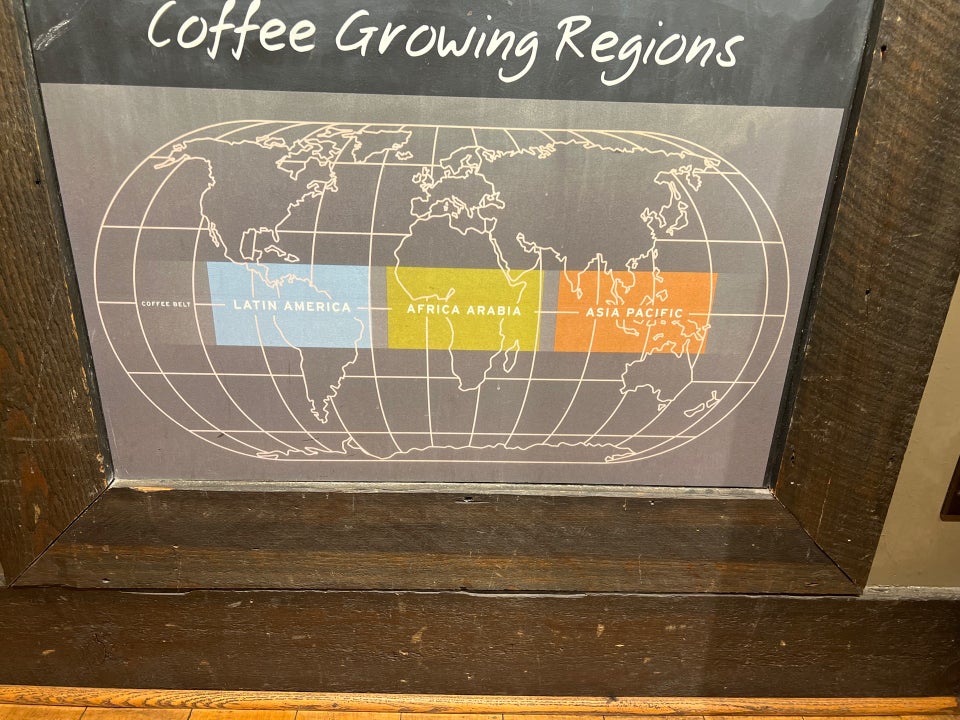 Coffee Growing Regions
COFFEE BELT
LATIN AMERICA
AFRICA ARABIA
ASIA PACIFIC